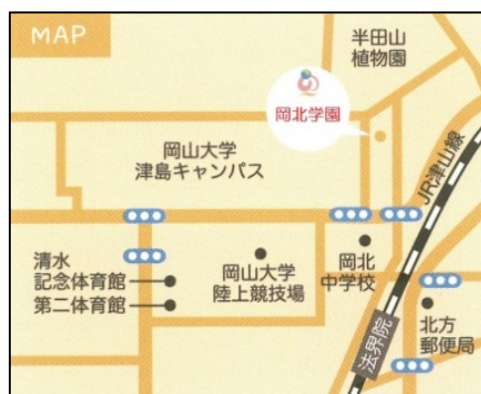 MAP
半田山
植物園
岡北学園
岡山大学
津島キャンパス
JR津山線
清水
記念体育館
第二体育館
岡山大学
陸上競技場
岡北
中学校
法界院
北方
郵便局